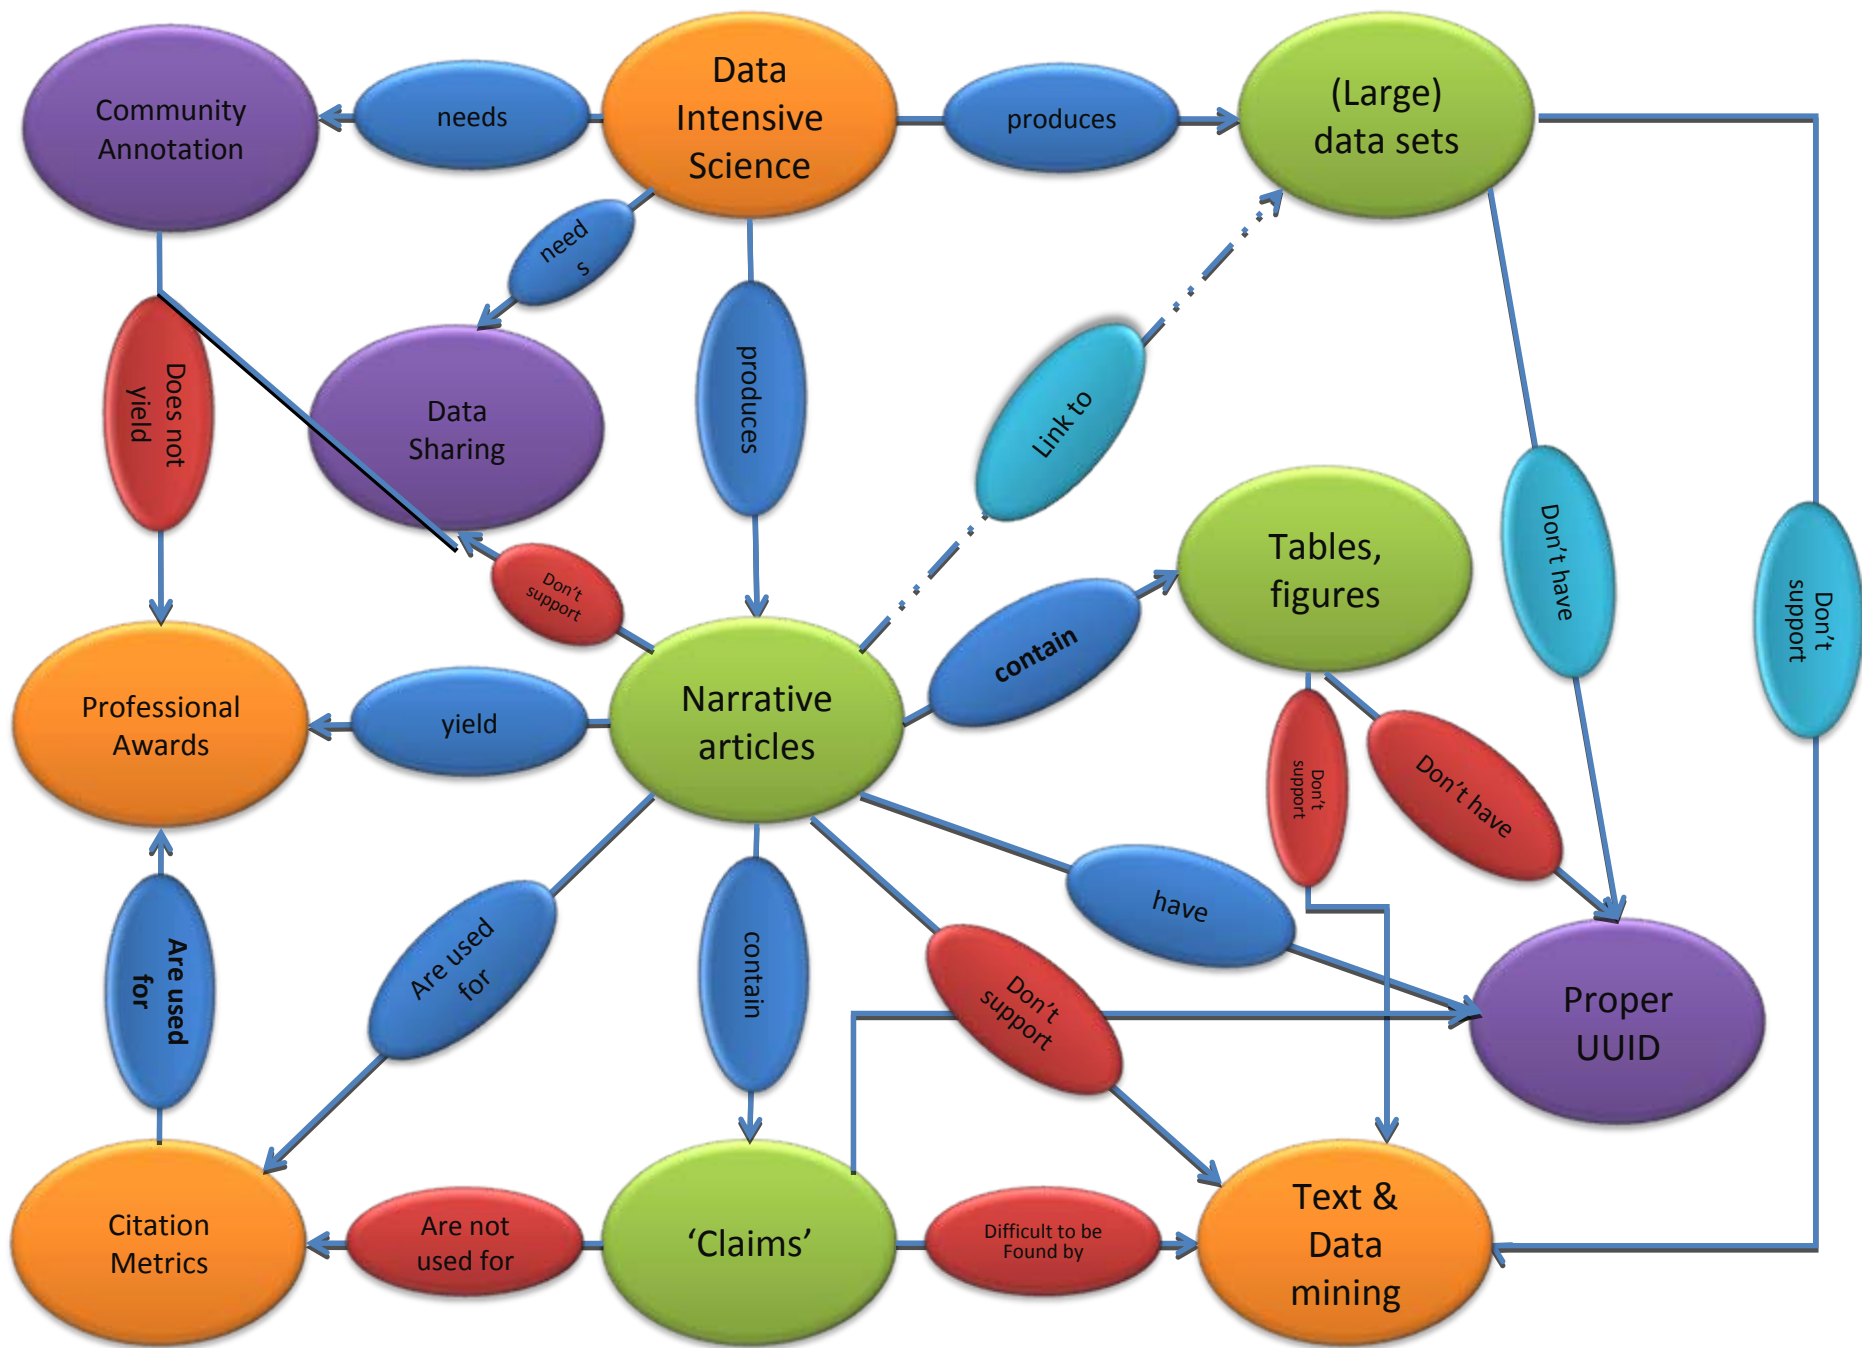 Community
Annotation
needs
Data
Intensive
Science
produces
(Large)
data sets
need
s
Does not
yield
Data
Sharing
produces
Link to
Don't
support
Tables,
figures
Don't have
Don't
support
Professional
Awards
yield
Narrative
articles
contain
Don't
support
Don't have
Are used
for
Are used
for
contain
Don't
support
have
Proper
UUID
Citation
Metrics
Are not
used for
‘Claims’
Difficult to be
Found by
Text &
Data
mining